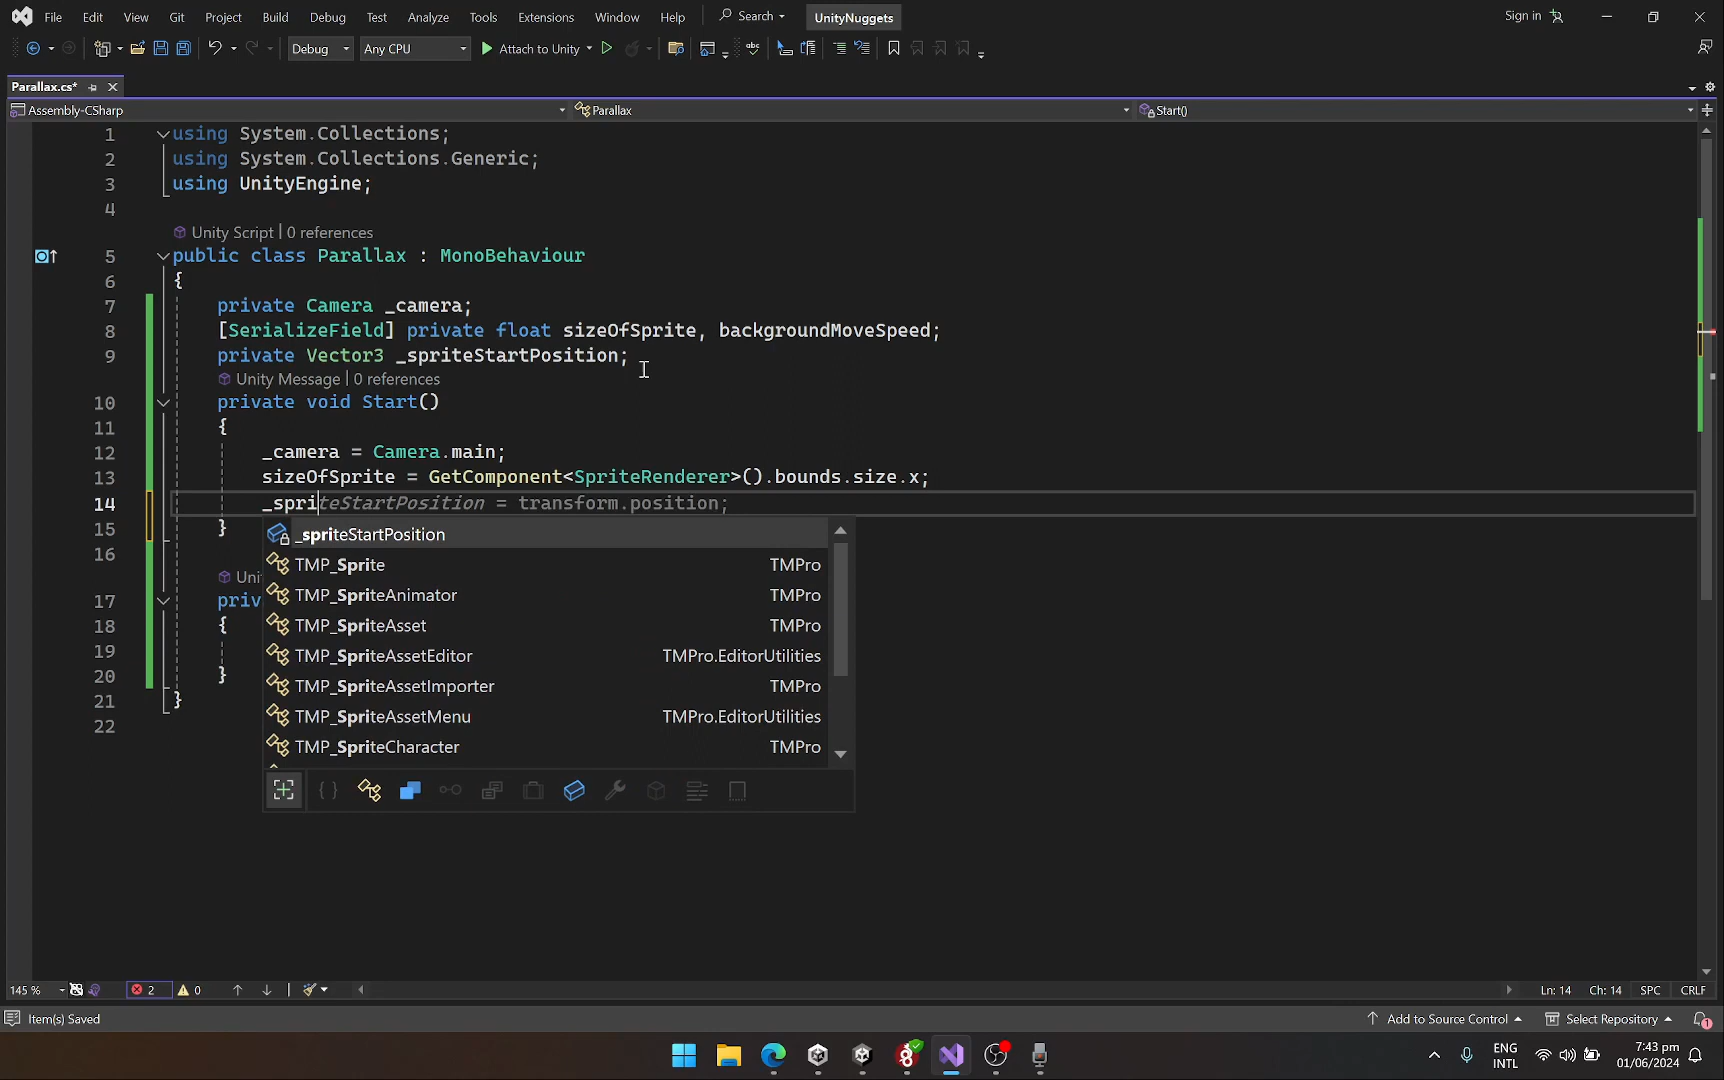 File Edit View Git Project Build Debug Test Analyze Tools Extensions Window Help Search UnityNuggets Sign in
Debug Any CPU Attach to Unity abc
Parallax.cs*
Assembly-CSharp Parallax Start()
1 using System.Collections;
2 using System.Collections.Generic;
3 using UnityEngine;
4
Unity Script | 0 references
5 public class Parallax : MonoBehaviour
6 {
7 private Camera _camera;
8 [SerializeField] private float sizeOfSprite, backgroundMoveSpeed;
9 private Vector3 _spriteStartPosition;
Unity Message | 0 references
10 private void Start()
11 {
12 _camera = Camera.main;
13 sizeOfSprite = GetComponent<SpriteRenderer>().bounds.size.x;
14 _spriteStartPosition = transform.position;
15 }
_spriteStartPosition
16
TMP_Sprite TMPro
Uni
TMP_SpriteAnimator TMPro
17 priv
18 {
TMP_SpriteAsset TMPro
19
TMP_SpriteAssetEditor TMPro.EditorUtilities
20 }
TMP_SpriteAssetImporter TMPro
21 }
TMP_SpriteAssetMenu TMPro.EditorUtilities
22
TMP_SpriteCharacter TMPro
145 % 2 0 Ln: 14 Ch: 14 SPC CRLF
Item(s) Saved Add to Source Control Select Repository 1
ENG
INTL
7:43 pm
01/06/2024